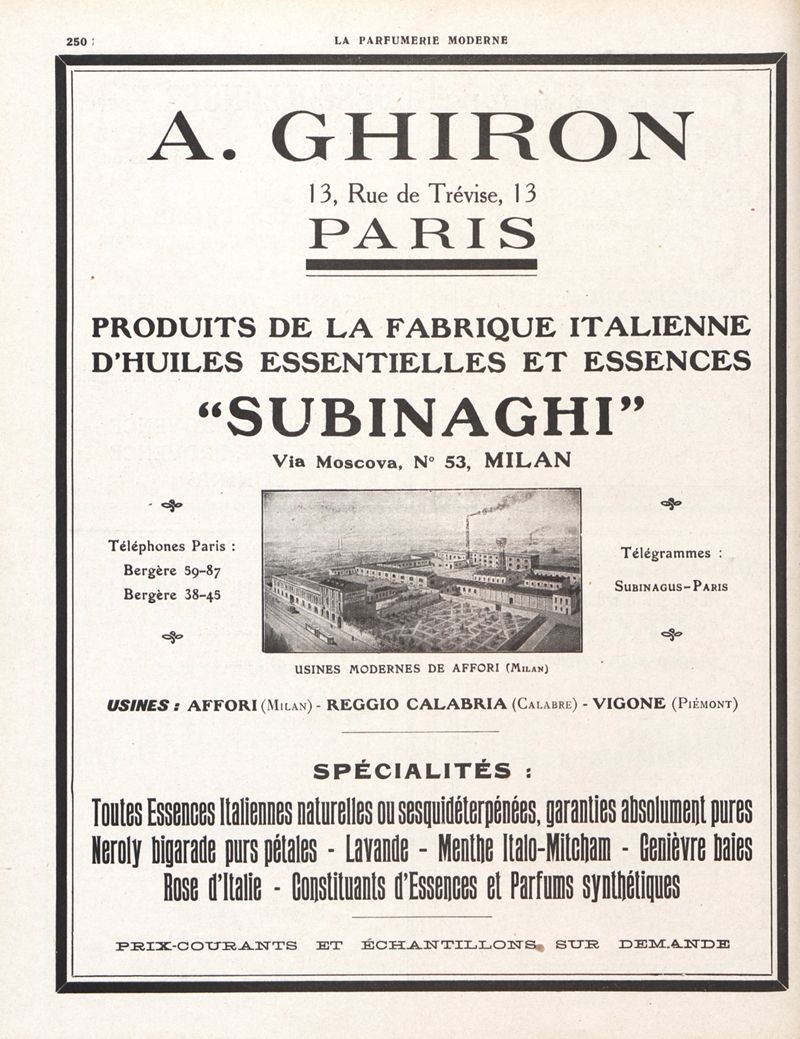 250
LA PARFUMERIE MODERNE
A. GHIRON
13, Rue de Trévise, 13
PARIS
PRODUITS DE LA FABRIQUE ITALIENNE
D'HUILES ESSENTIELLES ET ESSENCES
“SUBINAGHI”
Via Moscova, N° 53, MILAN
Téléphones Paris :
Bergère 59-87
Bergère 38-45
Télégrammes :
SUBINAGUS-PARIS
USINES MODERNES DE AFFORI (MILAN)
USINES : AFFORI (MILAN) - REGGIO CALABRIA (CALABRE) - VIGONE (PIÉMONT)
SPÉCIALITÉS :
Toutes Essences Italiennes naturelles ou sesquidéterpénées, garanties absolument pures
Neroly bigarade purs pétales - Lavande - Menthe Italo-Mitcham - Genièvre baies
Rose d'Italie - Constituants d'Essences et Parfums synthétiques
PRIX-COURANTS ET ÉCHANTILLONS SUR DEMANDE